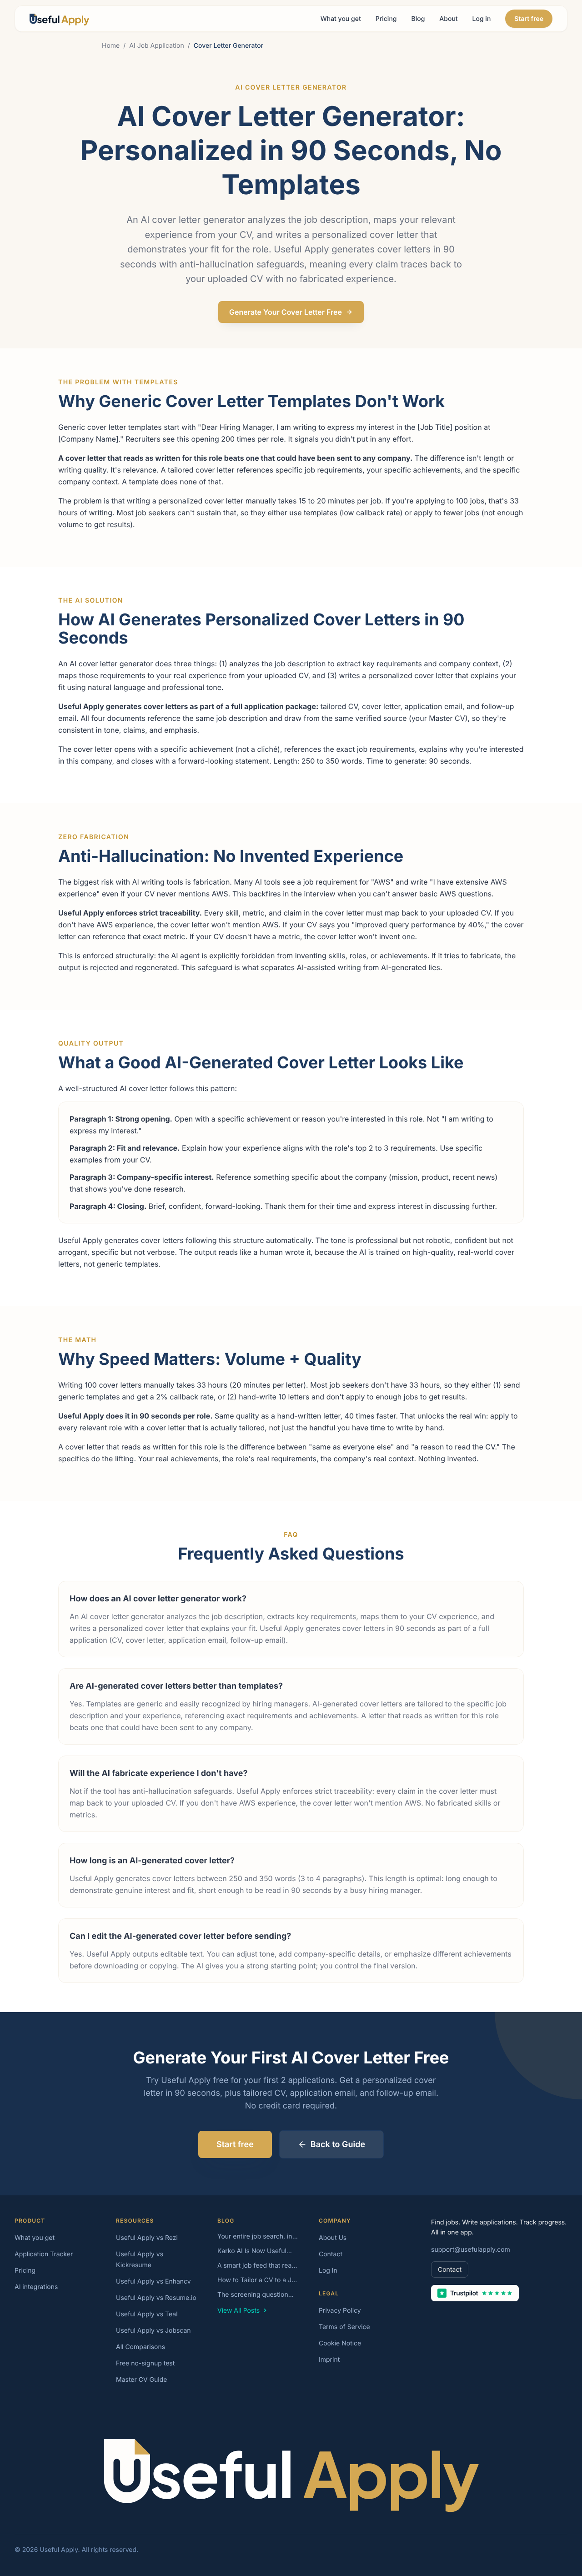 Useful Apply
What you get
Pricing
Blog
About
Log in
Start free
Home / AI Job Application / Cover Letter Generator
AI COVER LETTER GENERATOR
AI Cover Letter Generator:
Personalized in 90 Seconds, No
Templates
An AI cover letter generator analyzes the job description, maps your relevant
experience from your CV, and writes a personalized cover letter that
demonstrates your fit for the role. Useful Apply generates cover letters in 90
seconds with anti-hallucination safeguards, meaning every claim traces back to
your uploaded CV with no fabricated experience.
Generate Your Cover Letter Free →
THE PROBLEM WITH TEMPLATES
Why Generic Cover Letter Templates Don't Work
Generic cover letter templates start with "Dear Hiring Manager, I am writing to express my interest in the [Job Title] position at
[Company Name]." Recruiters see this opening 200 times per role. It signals you didn't put in any effort.
A cover letter that reads as written for this role beats one that could have been sent to any company. The difference isn't length or
writing quality. It's relevance. A tailored cover letter references specific job requirements, your specific achievements, and the specific
company context. A template does none of that.
The problem is that writing a personalized cover letter manually takes 15 to 20 minutes per job. If you're applying to 100 jobs, that's 33
hours of writing. Most job seekers can't sustain that, so they either use templates (low callback rate) or apply to fewer jobs (not enough
volume to get results).
THE AI SOLUTION
How AI Generates Personalized Cover Letters in 90
Seconds
An AI cover letter generator does three things: (1) analyzes the job description to extract key requirements and company context, (2)
maps those requirements to your real experience from your uploaded CV, and (3) writes a personalized cover letter that explains your
fit using natural language and professional tone.
Useful Apply generates cover letters as part of a full application package: tailored CV, cover letter, application email, and follow-up
email. All four documents reference the same job description and draw from the same verified source (your Master CV), so they're
consistent in tone, claims, and emphasis.
The cover letter opens with a specific achievement (not a cliché), references the exact job requirements, explains why you're interested
in this company, and closes with a forward-looking statement. Length: 250 to 350 words. Time to generate: 90 seconds.
ZERO FABRICATION
Anti-Hallucination: No Invented Experience
The biggest risk with AI writing tools is fabrication. Many AI tools see a job requirement for "AWS" and write "I have extensive AWS
experience" even if your CV never mentions AWS. This backfires in the interview when you can't answer basic AWS questions.
Useful Apply enforces strict traceability. Every skill, metric, and claim in the cover letter must map back to your uploaded CV. If you
don't have AWS experience, the cover letter won't mention AWS. If your CV says you "improved query performance by 40%," the cover
letter can reference that exact metric. If your CV doesn't have a metric, the cover letter won't invent one.
This is enforced structurally: the AI agent is explicitly forbidden from inventing skills, roles, or achievements. If it tries to fabricate, the
output is rejected and regenerated. This safeguard is what separates AI-assisted writing from AI-generated lies.
QUALITY OUTPUT
What a Good AI-Generated Cover Letter Looks Like
A well-structured AI cover letter follows this pattern:
Paragraph 1: Strong opening. Open with a specific achievement or reason you're interested in this role. Not "I am writing to
express my interest."
Paragraph 2: Fit and relevance. Explain how your experience aligns with the role's top 2 to 3 requirements. Use specific
examples from your CV.
Paragraph 3: Company-specific interest. Reference something specific about the company (mission, product, recent news)
that shows you've done research.
Paragraph 4: Closing. Brief, confident, forward-looking. Thank them for their time and express interest in discussing further.
Useful Apply generates cover letters following this structure automatically. The tone is professional but not robotic, confident but not
arrogant, specific but not verbose. The output reads like a human wrote it, because the AI is trained on high-quality, real-world cover
letters, not generic templates.
THE MATH
Why Speed Matters: Volume + Quality
Writing 100 cover letters manually takes 33 hours (20 minutes per letter). Most job seekers don't have 33 hours, so they either (1) send
generic templates and get a 2% callback rate, or (2) hand-write 10 letters and don't apply to enough jobs to get results.
Useful Apply does it in 90 seconds per role. Same quality as a hand-written letter, 40 times faster. That unlocks the real win: apply to
every relevant role with a cover letter that is actually tailored, not just the handful you have time to write by hand.
A cover letter that reads as written for this role is the difference between "same as everyone else" and "a reason to read the CV." The
specifics do the lifting. Your real achievements, the role's real requirements, the company's real context. Nothing invented.
FAQ
Frequently Asked Questions
How does an AI cover letter generator work?
An AI cover letter generator analyzes the job description, extracts key requirements, maps them to your CV experience, and
writes a personalized cover letter that explains your fit. Useful Apply generates cover letters in 90 seconds as part of a full
application (CV, cover letter, application email, follow-up email).
Are AI-generated cover letters better than templates?
Yes. Templates are generic and easily recognized by hiring managers. AI-generated cover letters are tailored to the specific job
description and your experience, referencing exact requirements and achievements. A letter that reads as written for this role
beats one that could have been sent to any company.
Will the AI fabricate experience I don't have?
Not if the tool has anti-hallucination safeguards. Useful Apply enforces strict traceability: every claim in the cover letter must
map back to your uploaded CV. If you don't have AWS experience, the cover letter won't mention AWS. No fabricated skills or
metrics.
How long is an AI-generated cover letter?
Useful Apply generates cover letters between 250 and 350 words (3 to 4 paragraphs). This length is optimal: long enough to
demonstrate genuine interest and fit, short enough to be read in 90 seconds by a busy hiring manager.
Can I edit the AI-generated cover letter before sending?
Yes. Useful Apply outputs editable text. You can adjust tone, add company-specific details, or emphasize different achievements
before downloading or copying. The AI gives you a strong starting point; you control the final version.
Generate Your First AI Cover Letter Free
Try Useful Apply free for your first 2 applications. Get a personalized cover
letter in 90 seconds, plus tailored CV, application email, and follow-up email.
No credit card required.
Start free
← Back to Guide
PRODUCT
What you get
Application Tracker
Pricing
AI integrations
RESOURCES
Useful Apply vs Rezi
Useful Apply vs
Kickresume
Useful Apply vs Enhancv
Useful Apply vs Resume.io
Useful Apply vs Teal
Useful Apply vs Jobscan
All Comparisons
Free no-signup test
Master CV Guide
BLOG
Your entire job search, in...
Karko AI Is Now Useful...
A smart job feed that rea...
How to Tailor a CV to a J...
The screening question...
View All Posts ›
COMPANY
About Us
Contact
Log In
LEGAL
Privacy Policy
Terms of Service
Cookie Notice
Imprint
Find jobs. Write applications. Track progress.
All in one app.
support@usefulapply.com
Contact
Trustpilot ★★★★★
Useful Apply
© 2026 Useful Apply. All rights reserved.